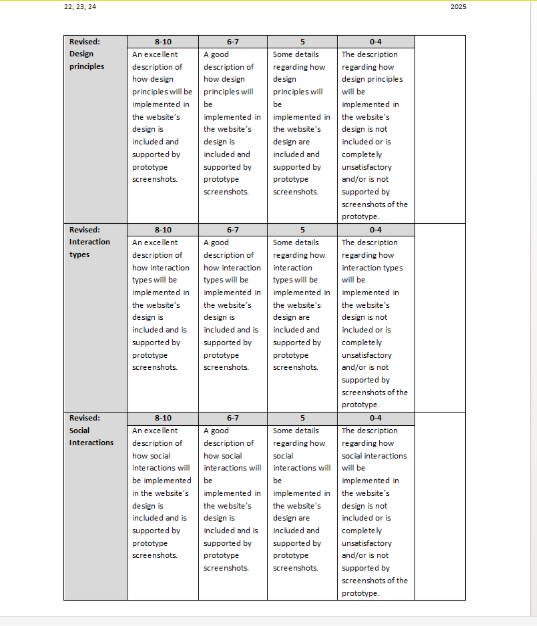 22; 23; 24 2025
Revised: 8-10 6-7 5 0-4
Design principles
An excellent
description of
how design
principles will be
implemented in
the website's
design is
included and
supported by
prototype
screenshots.
A good
description of
how design
principles will
be
implemented in
the website's
design is
included and
supported by
prototype
screenshots.
Some details
regarding how
design
principles will
be
implemented in
the website's
design are
included and
supported by
prototype
screenshots.
The description
regarding how
design principles
will be
implemented in
the website's
design is not
included or is
completely
unsatisfactory
and/or is not
supported by
screenshots of the
prototype.
Revised: 8-10 6-7 5 0-4
Interaction
types
An excellent
description of
how interaction
types will be
implemented in
the website's
design is
included and is
supported by
prototype
screenshots.
A good
description of
how interaction
types will be
implemented in
the website's
design is
included and is
supported by
prototype
screenshots.
Some details
regarding how
interaction
types will be
implemented in
the website's
design are
included and
supported by
prototype
screenshots.
The description
regarding how
interaction types
will be
implemented in
the website's
design is not
included or is
completely
unsatisfactory
and/or is not
supported by
screenshots of the
prototype.
Revised: 8-10 6-7 5 0-4
Social
Interactions
An excellent
description of
how social
interactions will
be implemented
in the website's
design is
included and is
supported by
prototype
screenshots.
A good
description of
how social
interactions will
be
implemented in
the website's
design is
included and is
supported by
prototype
screenshots.
Some details
regarding how
social
interactions will
be
implemented in
the website's
design are
included and
supported by
prototype
screenshots.
The description
regarding how
social interactions
will be
implemented in
the website's
design is not
included or is
completely
unsatisfactory
and/or is not
supported by
screenshots of the
prototype.